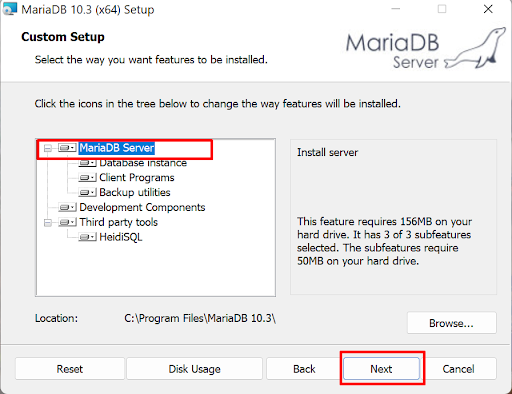 MariaDB 10.3 (x64) Setup
Custom Setup
Select the way you want features to be installed.
MariaDB
Server
Click the icons in the tree below to change the way features will be installed.
MariaDB Server
Database instance
Client Programs
Backup utilities
Development Components
Third party tools
HeidiSQL
Install server
This feature requires 156MB on your
hard drive. It has 3 of 3 subfeatures
selected. The subfeatures require
50MB on your hard drive.
Location: C:\Program Files\MariaDB 10.3\
Browse...
Reset Disk Usage Back Next Cancel